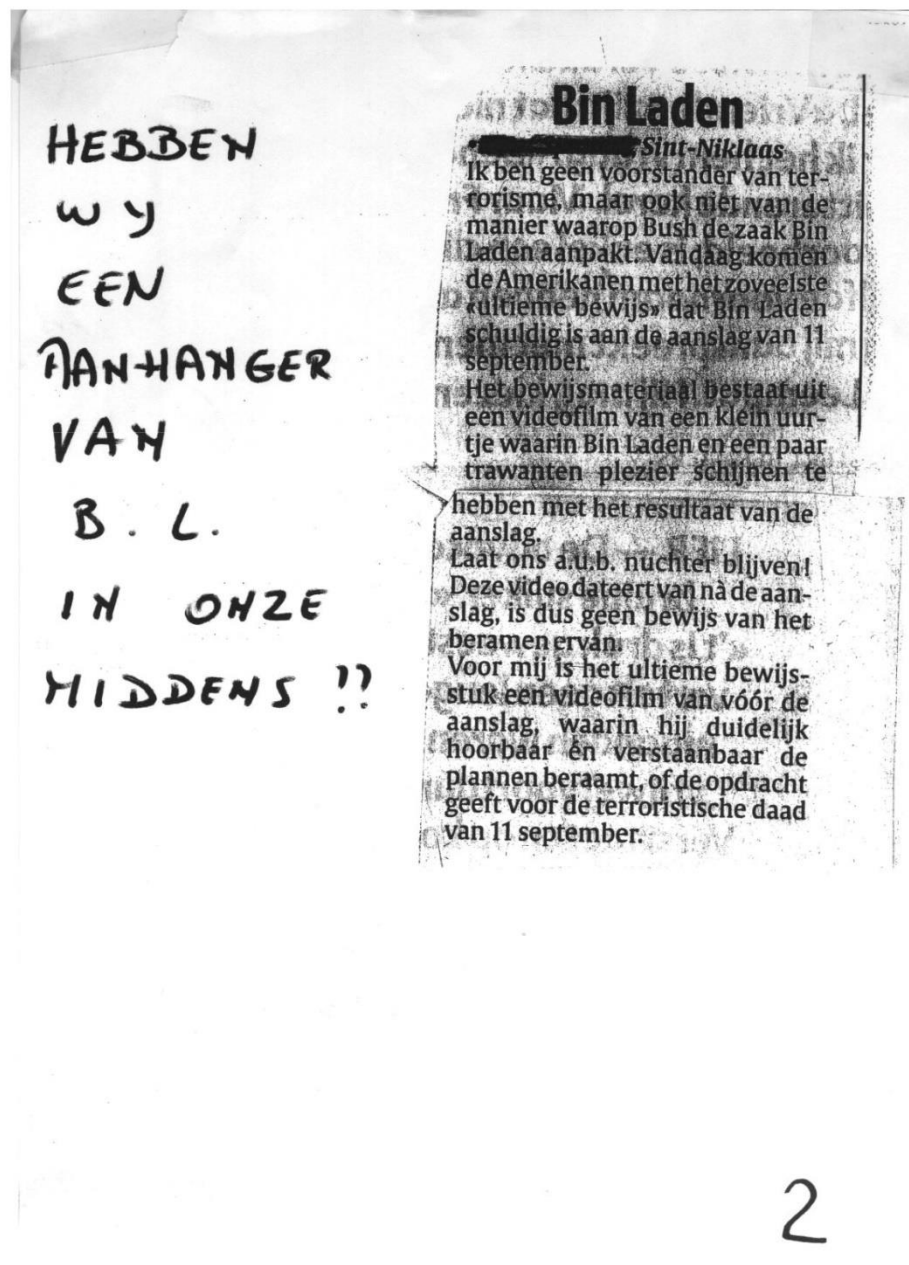 HEBBEN
WY
EEN
AANHANGER
VAN
B. L.
IN ONZE
MIDDENS !!
Bin Laden
Sint-Niklaas
Ik ben geen voorstander van ter-
rorisme, maar ook niet van de
manier waarop Bush de zaak Bin
Laden aanpakt. Vandaag komen
de Amerikanen met het zoveelste
«ultieme bewijs» dat Bin Laden
schuldig is aan de aanslag van 11
september.
Het bewijsmateriaal bestaat uit
een videofilm van een klein uur-
tje waarin Bin Laden en een paar
trawanten plezier schijnen te
hebben met het resultaat van de
aanslag.
Laat ons a.u.b. nuchter blijven!
Deze video dateert van nà de aan-
slag, is dus geen bewijs van het
beramen ervan.
Voor mij is het ultieme bewijs-
stuk een videofilm van vóór de
aanslag, waarin hij duidelijk
hoorbaar én verstaanbaar de
plannen beraamt, of de opdracht
geeft voor de terroristische daad
van 11 september.
2